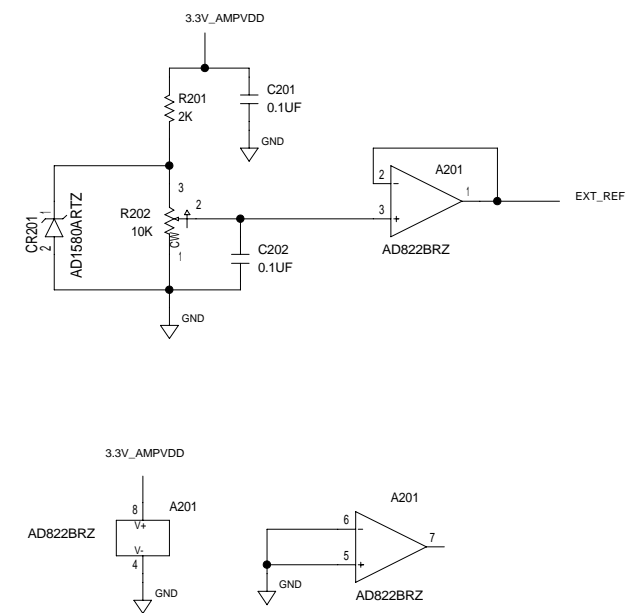 3.3V_AMPVDD
R201
2K
C201
0.1UF
GND
CR201
1
2
AD1580ARTZ
R202
10K
3
2
CW
1
C202
0.1UF
GND
2
-
3
+
A201
1
AD822BRZ
EXT_REF
3.3V_AMPVDD
8
A201
V+
AD822BRZ
V-
4
GND
A201
6
-
7
5
+
GND
AD822BRZ